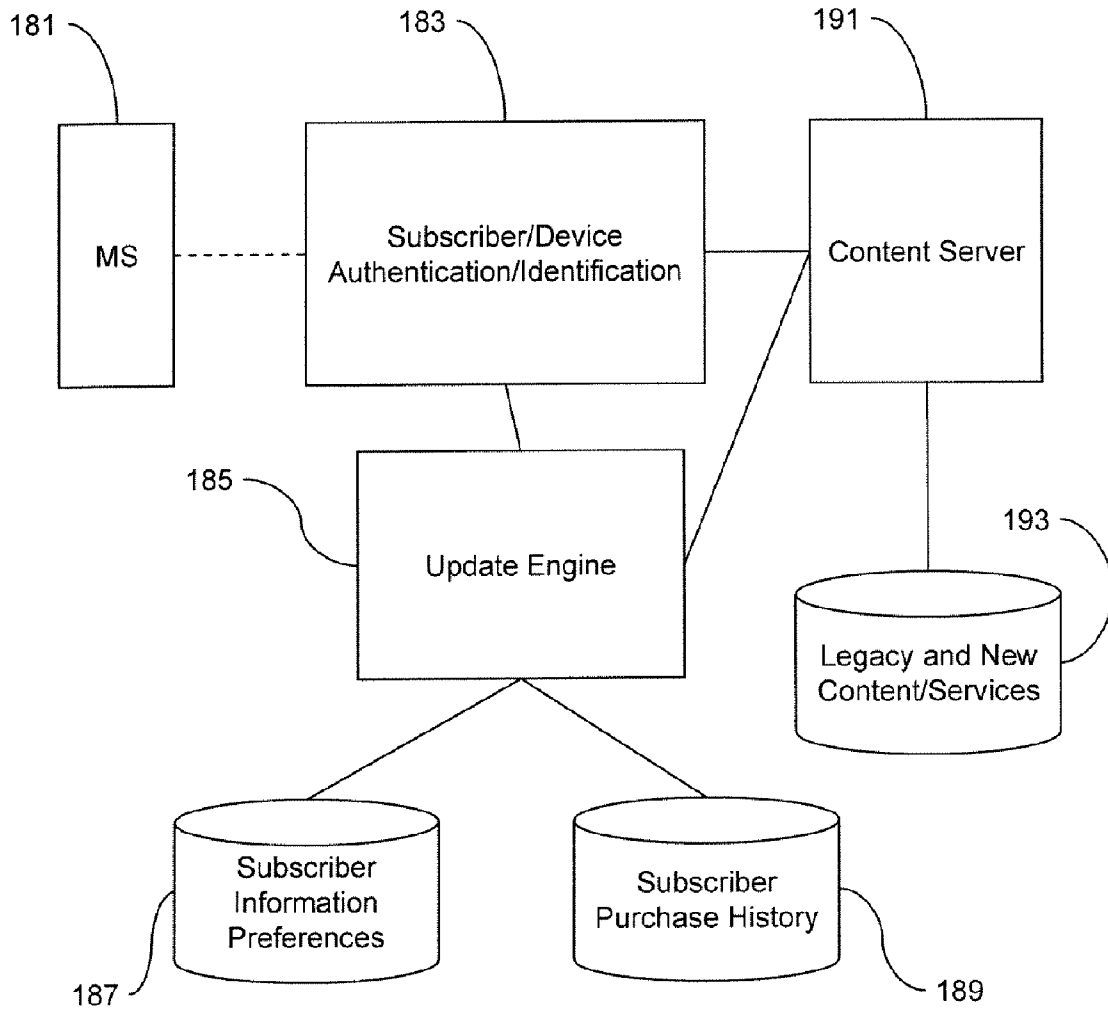 181
183
191
MS
Subscriber/Device
Authentication/Identification
Content Server
185
Update Engine
193
Legacy and New
Content/Services
Subscriber
Information
Preferences
Subscriber
Purchase History
187
189